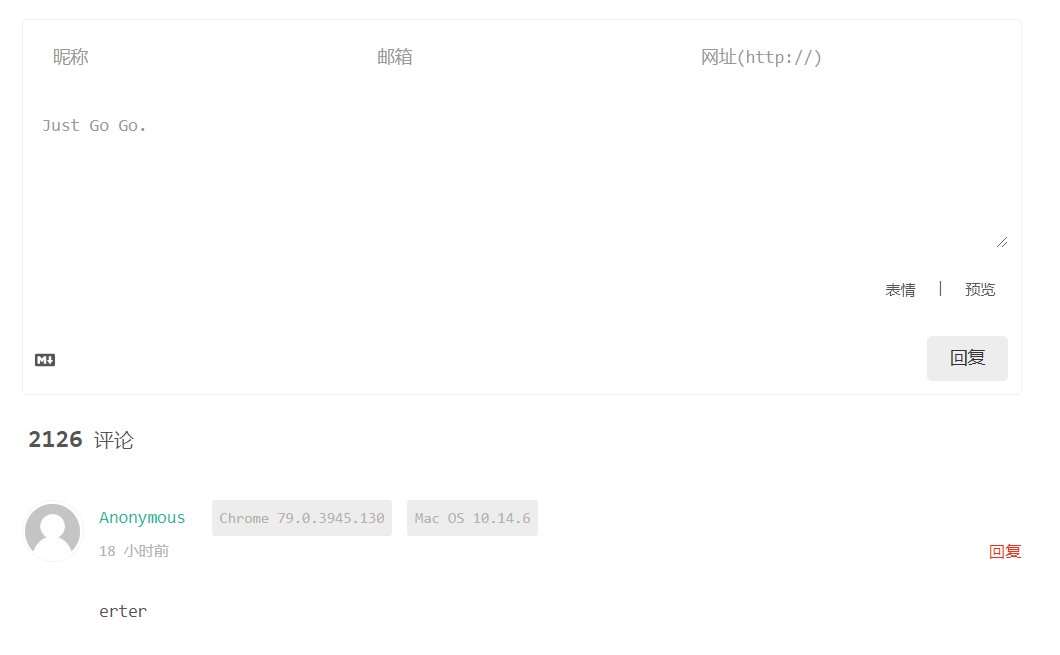 昵称 邮箱 网址(http://)
Just Go Go.
表情 | 预览
M↓ 回复
2126 评论
Anonymous Chrome 79.0.3945.130 Mac OS 10.14.6
18 小时前 回复
erter